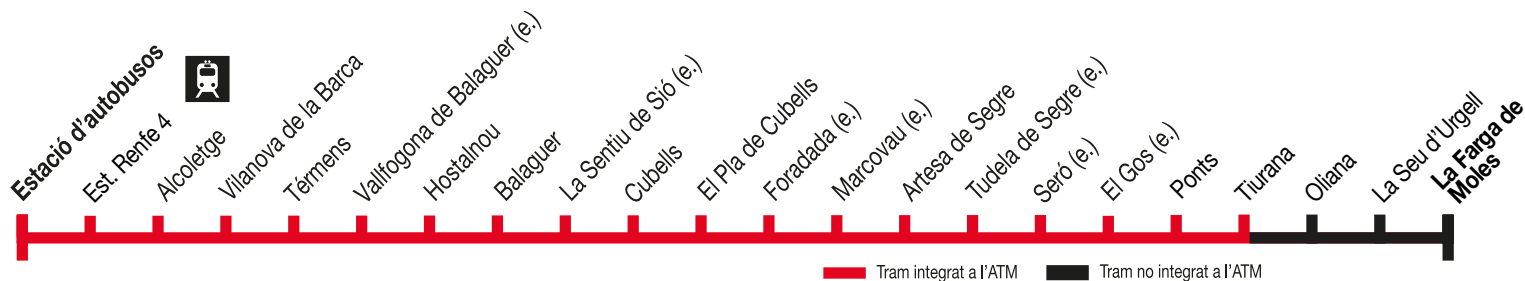 Estació d'autobusos
Est. Renfe 4
Alcoletge
Vilanova de la Barca
Térmens
Vallfogona de Balaguer (e.)
Hostalnou
Balaguer
La Sentiu de Sió (e.)
Cubells
El Pla de Cubells
Foradada (e.)
Marcovau (e.)
Artesa de Segre
Tudela de Segre (e.)
Seró (e.)
El Gos (e.)
Ponts
Tiurana
Oliana
La Seu d'Urgell
La Farga de
Moles
Tram integrat a l'ATM
Tram no integrat a l'ATM